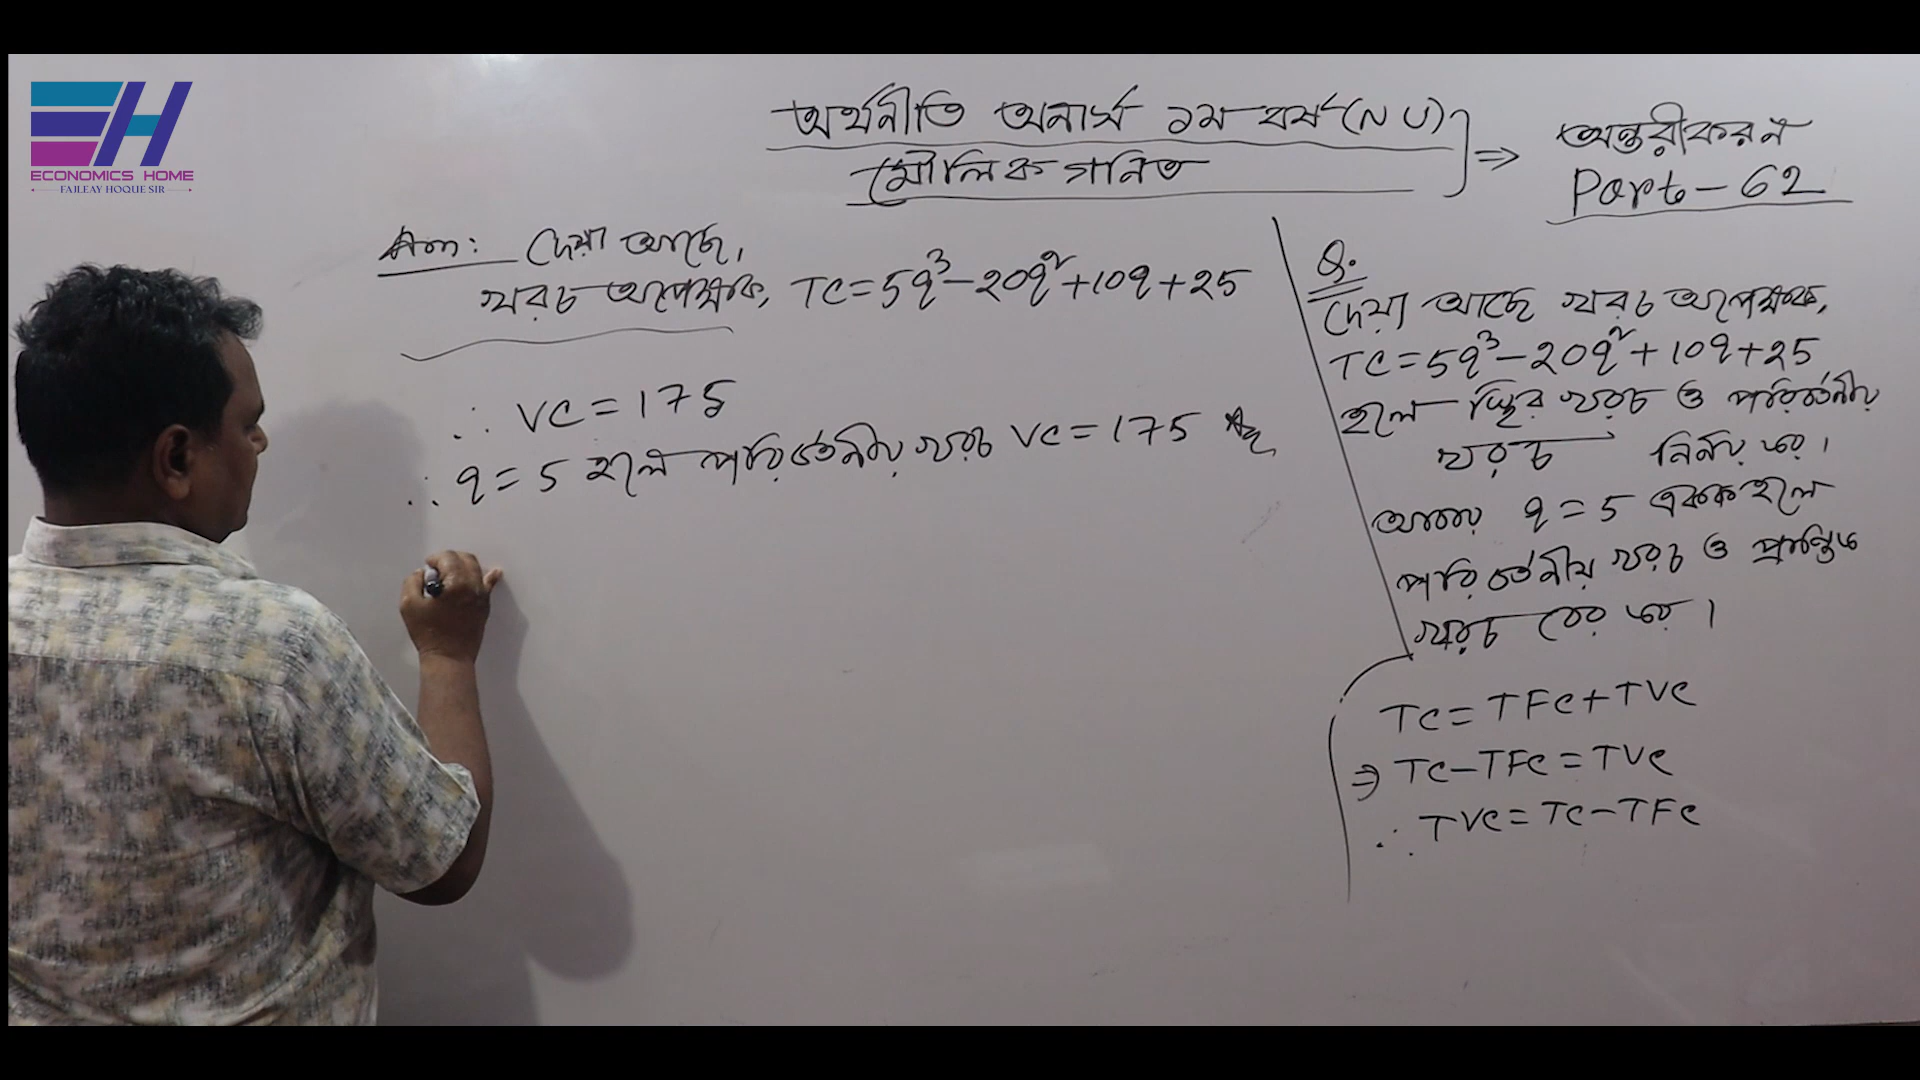 EH
ECONOMICS HOME
FAILEAY HOQUE SIR
অর্থনীতি অনার্স ১ম বর্ষ (NU)
মৌলিক গনিত
⇒ অন্তরীকরন
Part-62
Ans: দেয়া আছে,
খরচ অপেক্ষক, TC=5q³-20q²+10q+25
∴ VC=175
∴ q=5 হলে পরিবর্তনীয় খরচ VC=175
Q.
দেয়া আছে খরচ অপেক্ষক,
TC=5q³-20q²+10q+25
হলে স্থির খরচ ও পরিবর্তনীয়
খরচ নির্নয় কর।
আবার q=5 একক হলে
পরিবর্তনীয় খরচ ও প্রান্তিক
খরচ বের কর।
TC=TFC+TVC
⇒ TC-TFC=TVC
∴ TVC=TC-TFC